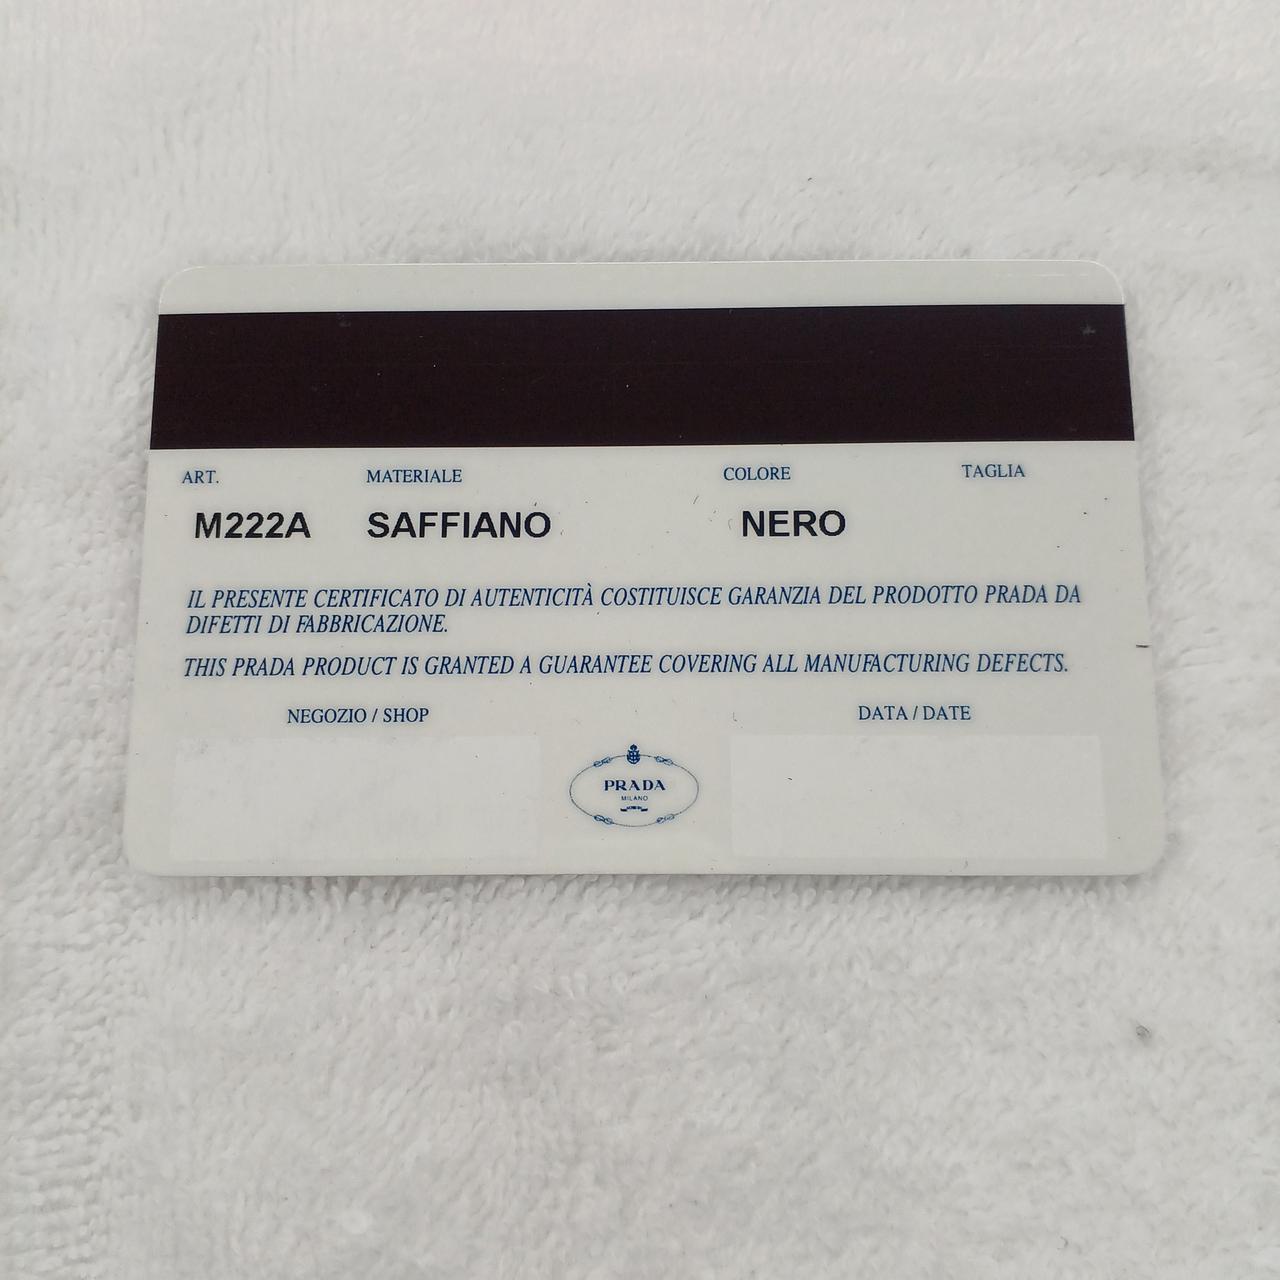 ART. MATERIALE COLORE TAGLIA
M222A SAFFIANO NERO
IL PRESENTE CERTIFICATO DI AUTENTICITÀ COSTITUISCE GARANZIA DEL PRODOTTO PRADA DA
DIFETTI DI FABBRICAZIONE.
THIS PRADA PRODUCT IS GRANTED A GUARANTEE COVERING ALL MANUFACTURING DEFECTS.
NEGOZIO / SHOP DATA / DATE
PRADA
MILANO